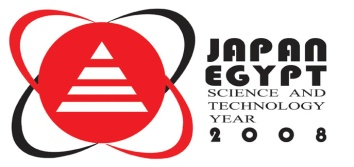 JAPAN
EGYPT
SCIENCE AND
TECHNOLOGY
YEAR
2008